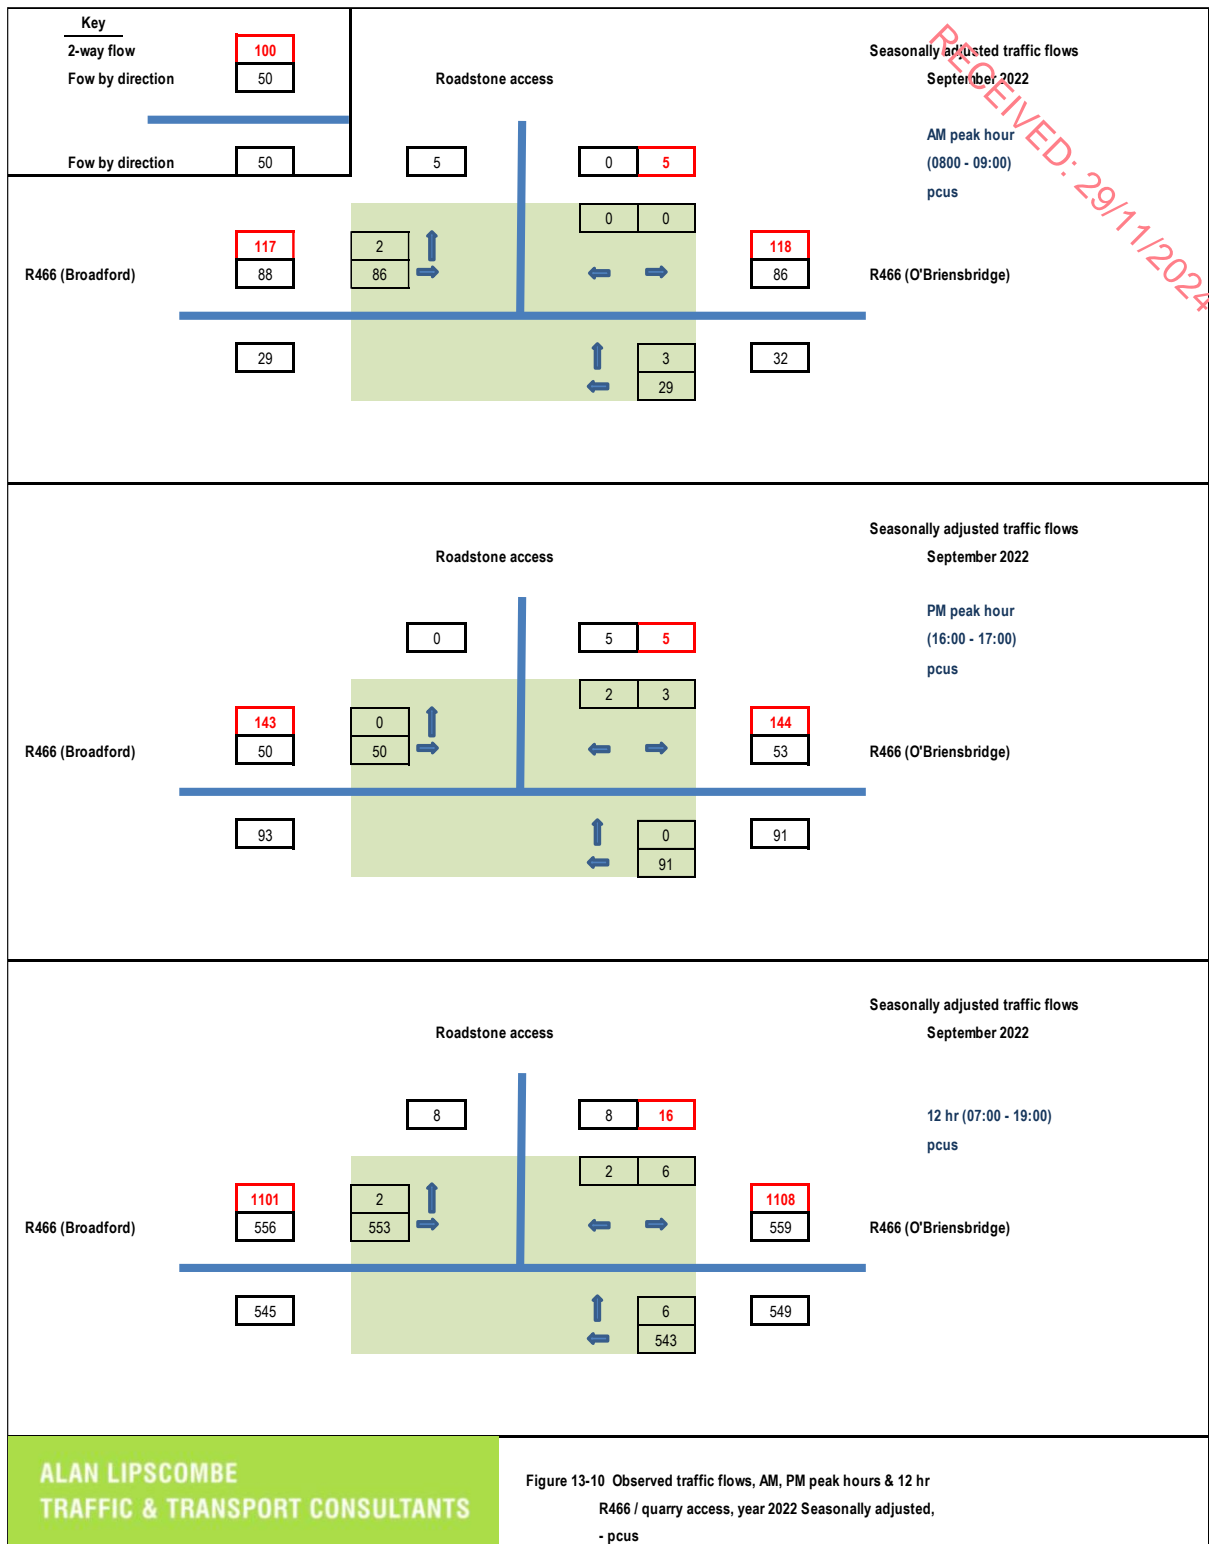 Key
2-way flow 100
Fow by direction 50
Fow by direction 50
Roadstone access
Seasonally adjusted traffic flows
September 2022
AM peak hour
(0800 - 09:00)
pcus
RECEIVED: 29/11/2024
5 0 5
0 0
117 2 118
R466 (Broadford) 88 86 86 R466 (O'Briensbridge)
29 3 32
29
Seasonally adjusted traffic flows
Roadstone access September 2022
PM peak hour
0 5 5 (16:00 - 17:00)
pcus
2 3
143 0 144
R466 (Broadford) 50 50 53 R466 (O'Briensbridge)
93 0 91
91
Seasonally adjusted traffic flows
Roadstone access September 2022
8 8 16 12 hr (07:00 - 19:00)
pcus
2 6
1101 2 1108
R466 (Broadford) 556 553 559 R466 (O'Briensbridge)
545 6 549
543
ALAN LIPSCOMBE
TRAFFIC & TRANSPORT CONSULTANTS
Figure 13-10 Observed traffic flows, AM, PM peak hours & 12 hr
R466 / quarry access, year 2022 Seasonally adjusted,
- pcus